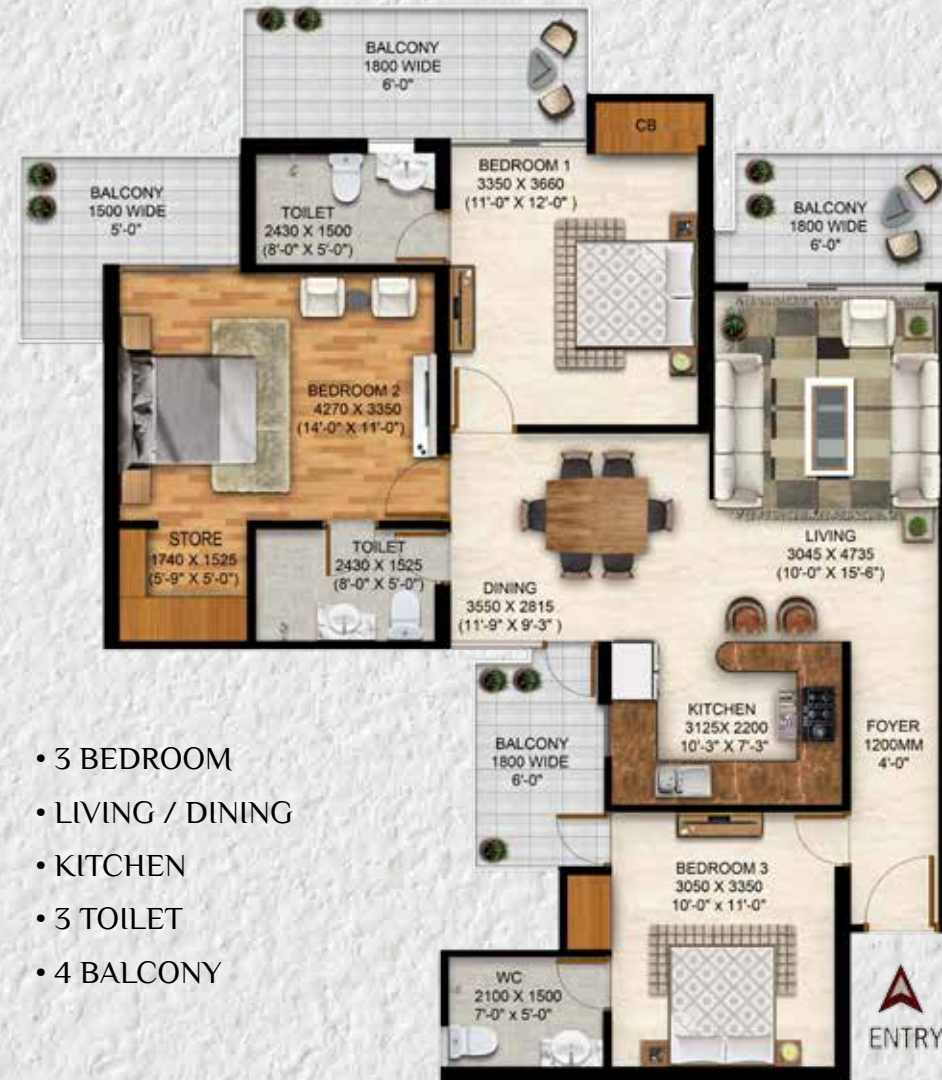 BALCONY
1800 WIDE
6'-0"
CB
BEDROOM 1
3350 X 3660
(11'-0" X 12'-0" )
BALCONY
1500 WIDE
5'-0"
TOILET
2430 X 1500
(8'-0" X 5'-0")
BALCONY
1800 WIDE
6'-0"
BEDROOM 2
4270 X 3350
(14'-0" X 11'-0")
STORE
1740 X 1525
(5'-9" X 5'-0")
TOILET
2430 X 1525
(8'-0" X 5'-0")
DINING
3550 X 2815
(11'-9" X 9'-3" )
LIVING
3045 X 4735
(10'-0" X 15'-6")
BALCONY
1800 WIDE
6'-0"
KITCHEN
3125X 2200
10'-3" X 7'-3"
FOYER
1200MM
4'-0"
BEDROOM 3
3050 X 3350
10'-0" x 11'-0"
WC
2100 X 1500
7'-0" x 5'-0"
ENTRY
• 3 BEDROOM
• LIVING / DINING
• KITCHEN
• 3 TOILET
• 4 BALCONY